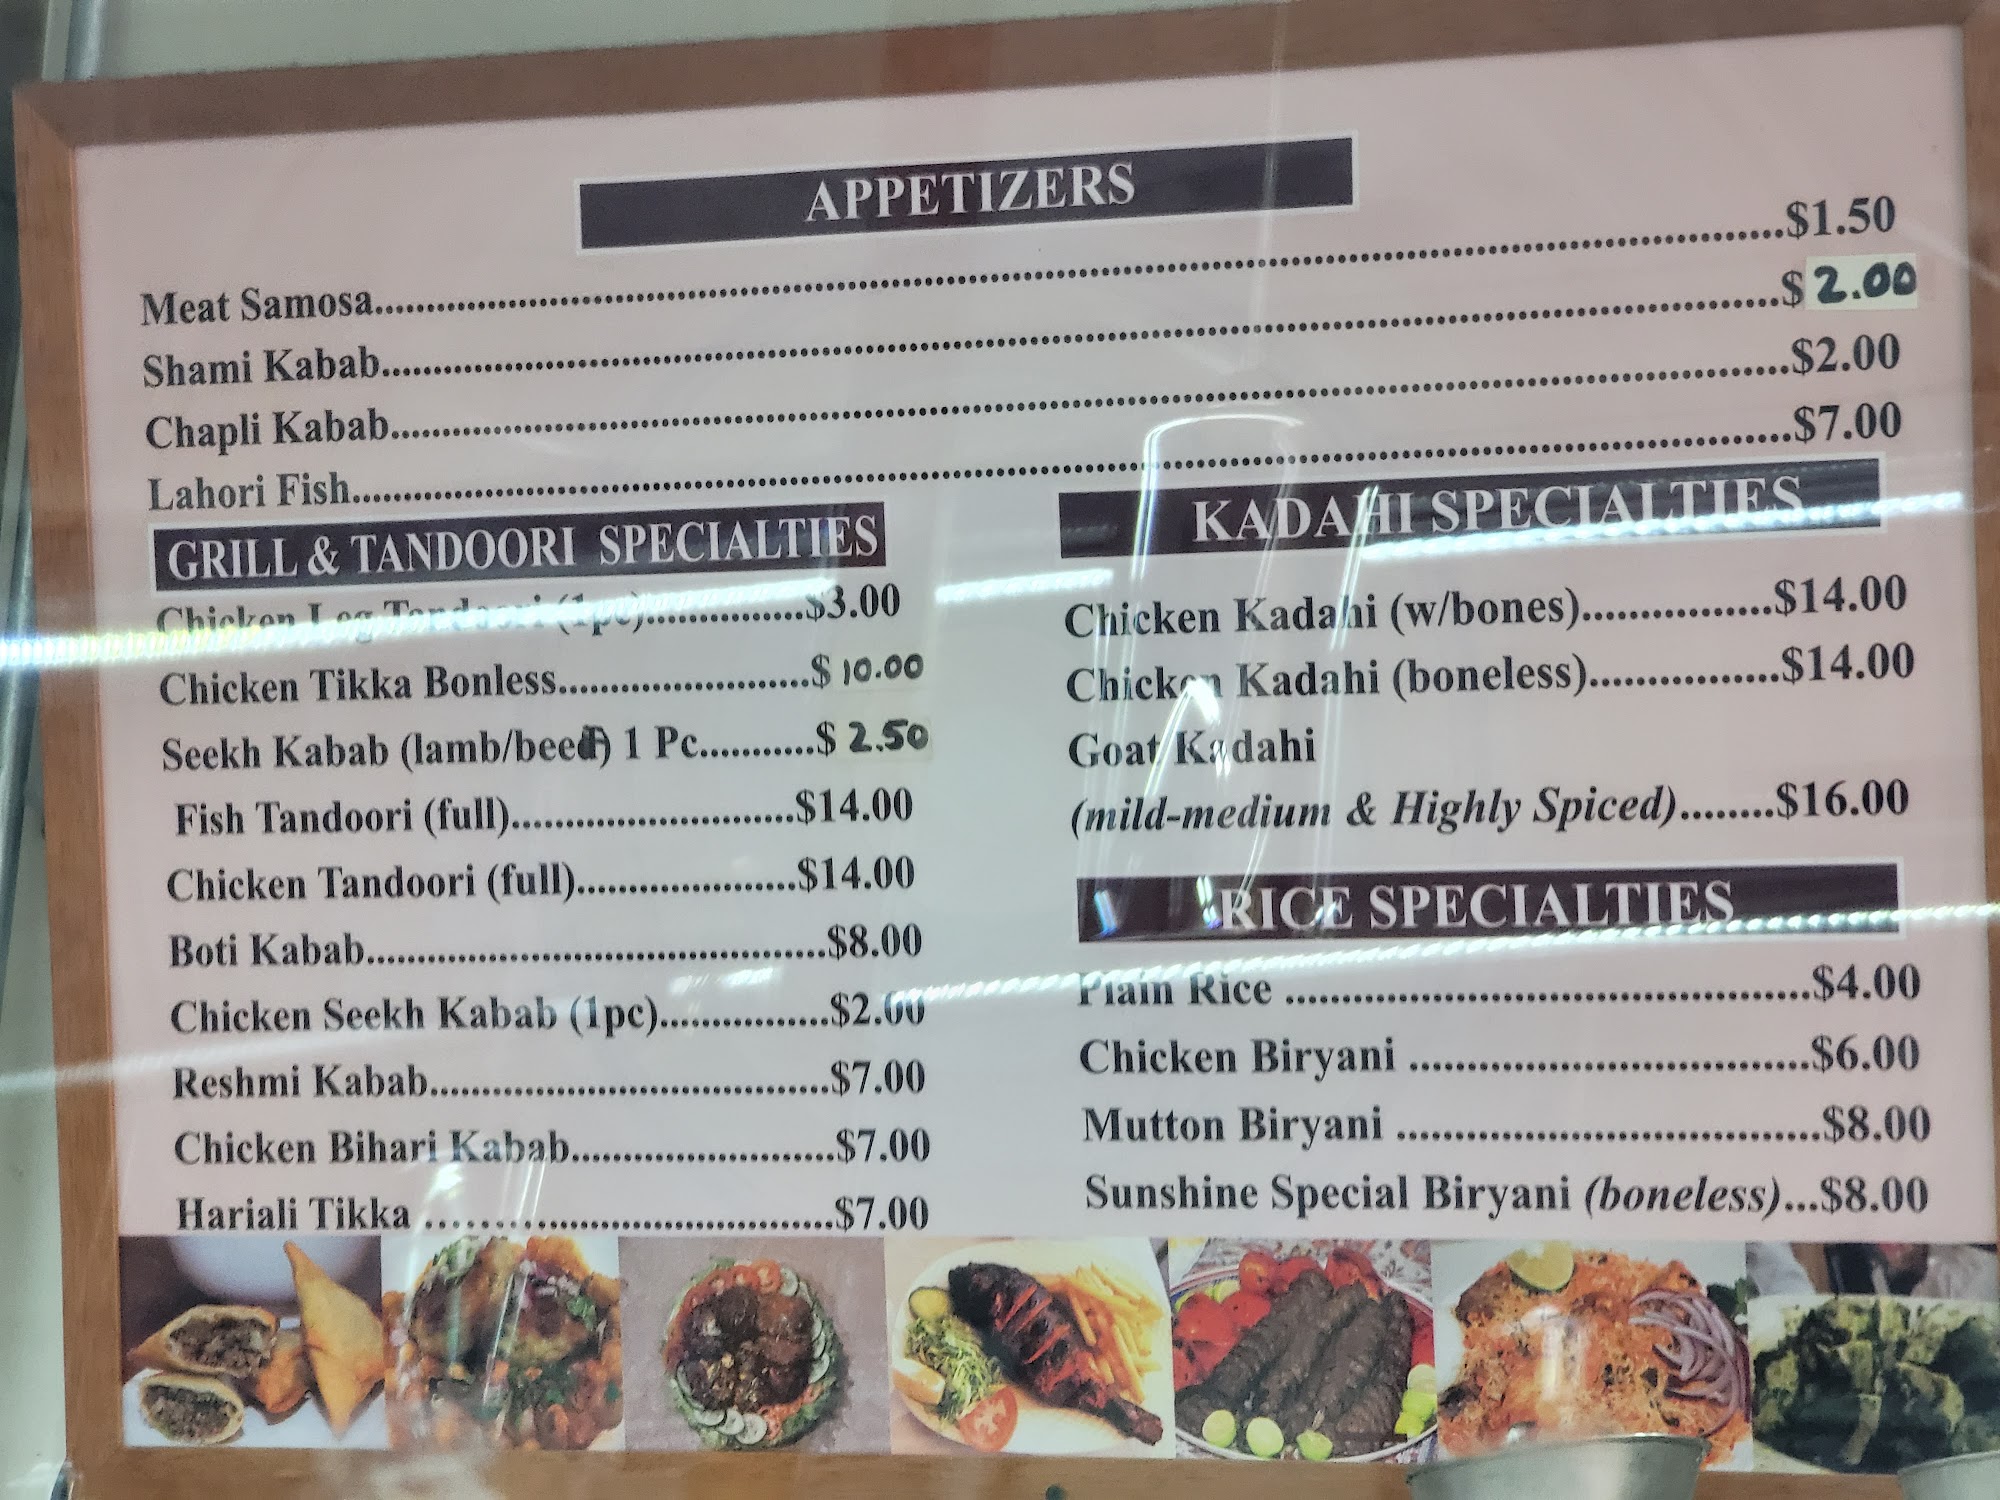 APPETIZERS
Meat Samosa..........$1.50
Shami Kabab..........$ 2.00
Chapli Kabab..........$2.00
Lahori Fish..........$7.00
GRILL & TANDOORI SPECIALTIES
Chicken Leg Tandoori (1pc)..........$3.00
Chicken Tikka Bonless..........$ 10.00
Seekh Kabab (lamb/beef) 1 Pc..........$ 2.50
Fish Tandoori (full)..........$14.00
Chicken Tandoori (full)..........$14.00
Boti Kabab..........$8.00
Chicken Seekh Kabab (1pc)..........$2.00
Reshmi Kabab..........$7.00
Chicken Bihari Kabab..........$7.00
Hariali Tikka ..........$7.00
KADAHI SPECIALTIES
Chicken Kadahi (w/bones)..........$14.00
Chicken Kadahi (boneless)..........$14.00
Goat Kadahi
(mild-medium & Highly Spiced)........$16.00
RICE SPECIALTIES
Plain Rice ..........$4.00
Chicken Biryani ..........$6.00
Mutton Biryani ..........$8.00
Sunshine Special Biryani (boneless)...$8.00